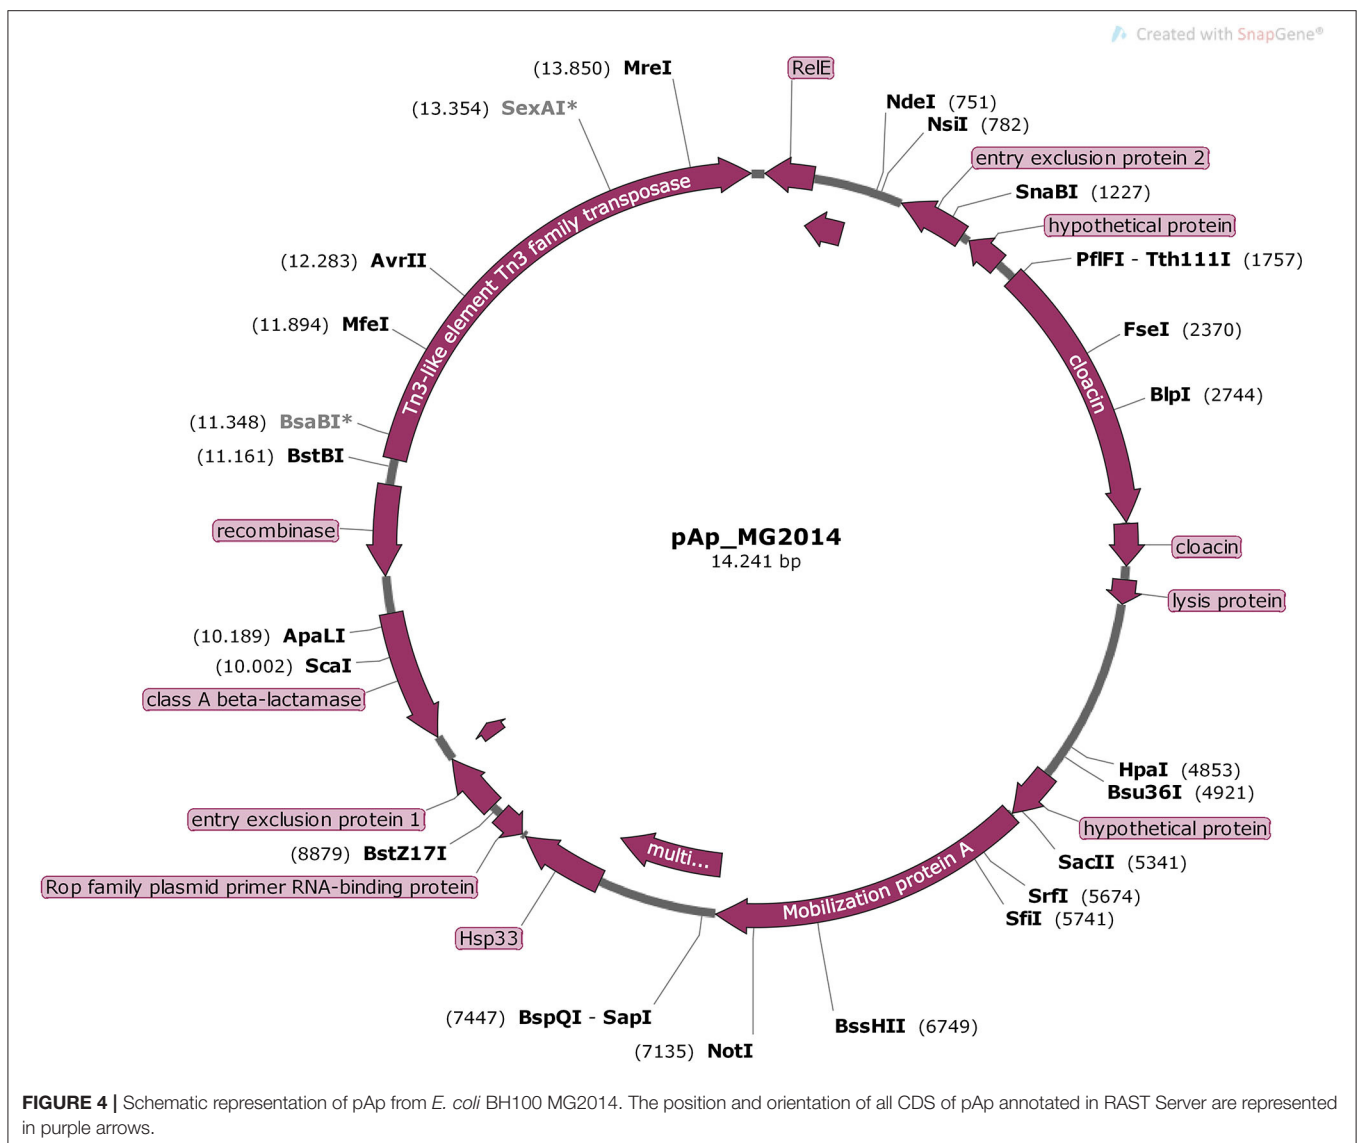 Created with SnapGene®
(13.850) MreI
RelE
(13.354) SexAI*
NdeI (751)
NsiI (782)
entry exclusion protein 2
SnaBI (1227)
hypothetical protein
PflFI - Tth111I (1757)
Tn3-like element Tn3 family transposase
(12.283) AvrII
(11.894) MfeI
FseI (2370)
cloacin
BlpI (2744)
(11.348) BsaBI*
(11.161) BstBI
recombinase
pAp_MG2014
14.241 bp
cloacin
lysis protein
(10.189) ApaLI
(10.002) ScaI
class A beta-lactamase
HpaI (4853)
Bsu36I (4921)
entry exclusion protein 1
hypothetical protein
(8879) BstZ17I
multi...
Mobilization protein A
SacII (5341)
Rop family plasmid primer RNA-binding protein
SrfI (5674)
SfiI (5741)
Hsp33
(7447) BspQI - SapI
BssHII (6749)
(7135) NotI
FIGURE 4 | Schematic representation of pAp from E. coli BH100 MG2014. The position and orientation of all CDS of pAp annotated in RAST Server are represented
in purple arrows.